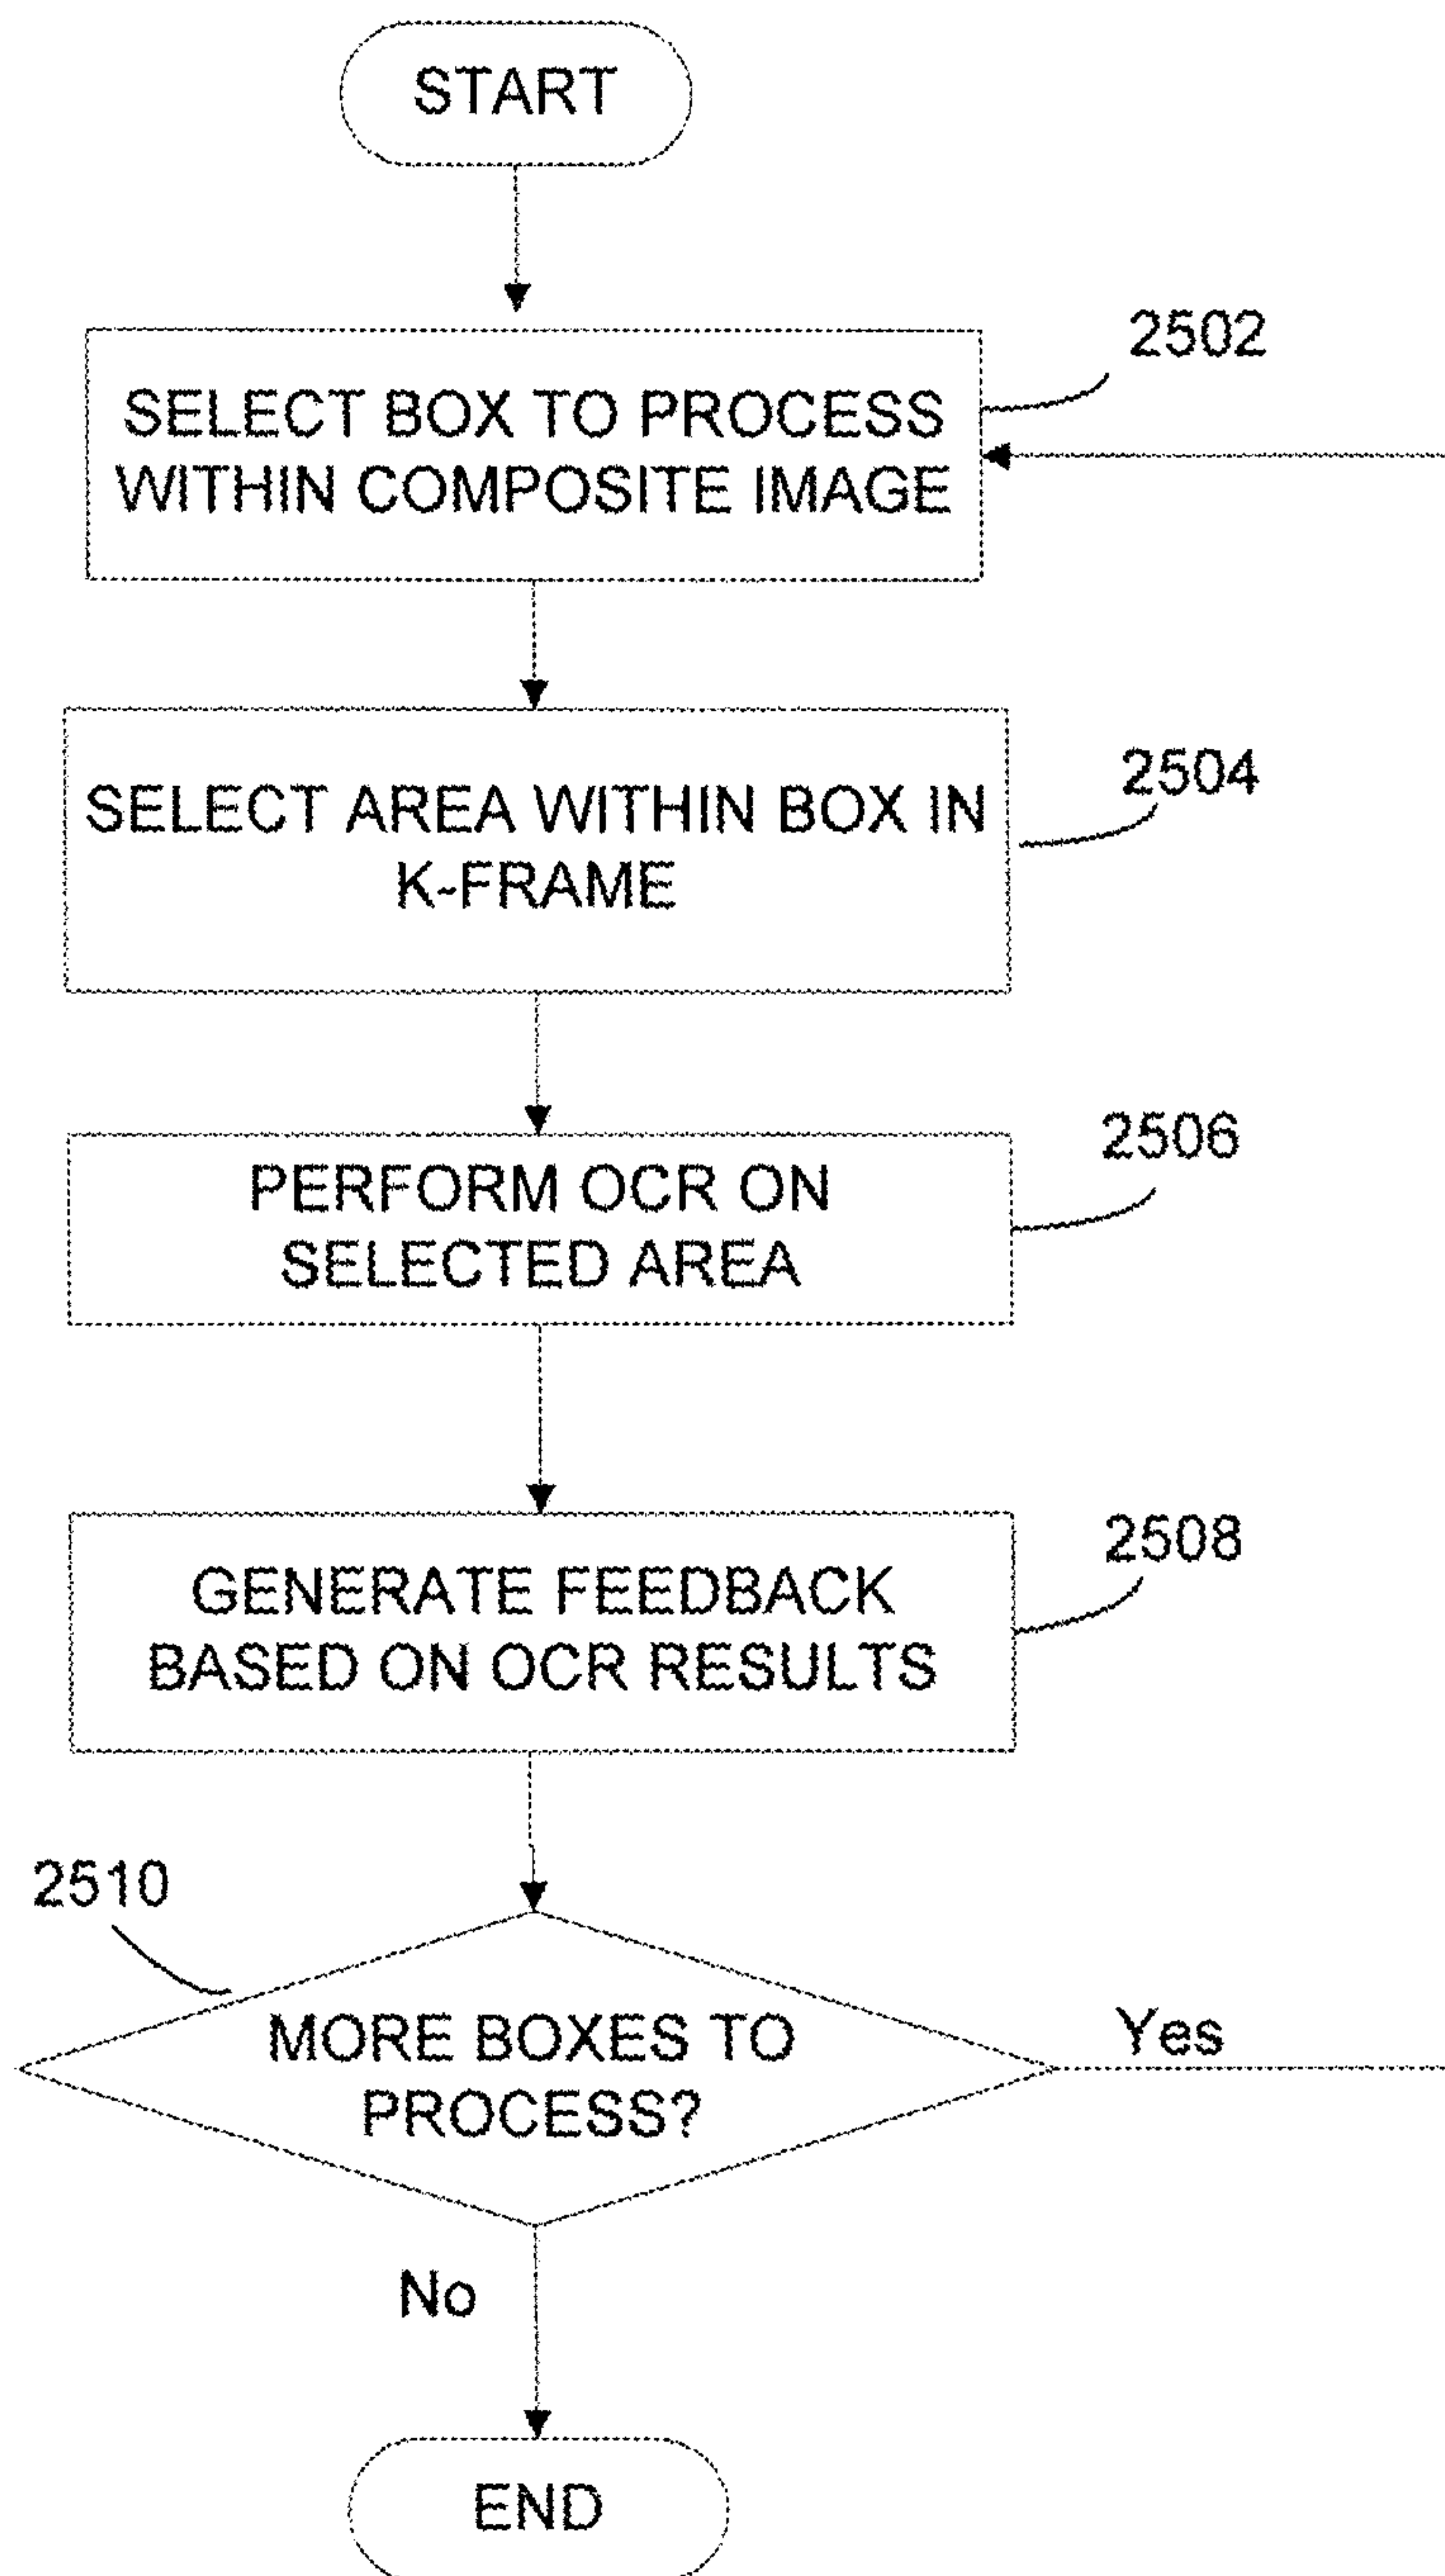 START
2502
SELECT BOX TO PROCESS
WITHIN COMPOSITE IMAGE
2504
SELECT AREA WITHIN BOX IN
K-FRAME
2506
PERFORM OCR ON
SELECTED AREA
2508
GENERATE FEEDBACK
BASED ON OCR RESULTS
2510
MORE BOXES TO
PROCESS?
Yes
No
END